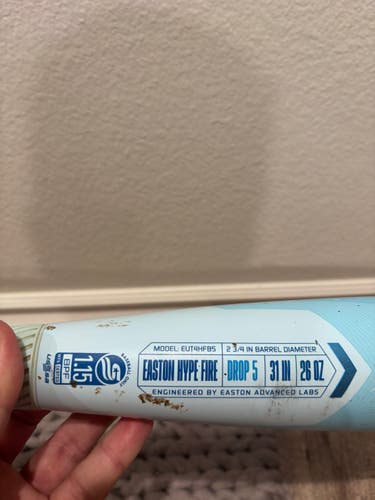 MODEL: EUT4HFB5
2 3/4 IN BARREL DIAMETER
EASTON HYPE FIRE
-DROP 5
31 IN
26 OZ
ENGINEERED BY EASTON ADVANCED LABS
1.15
BPF